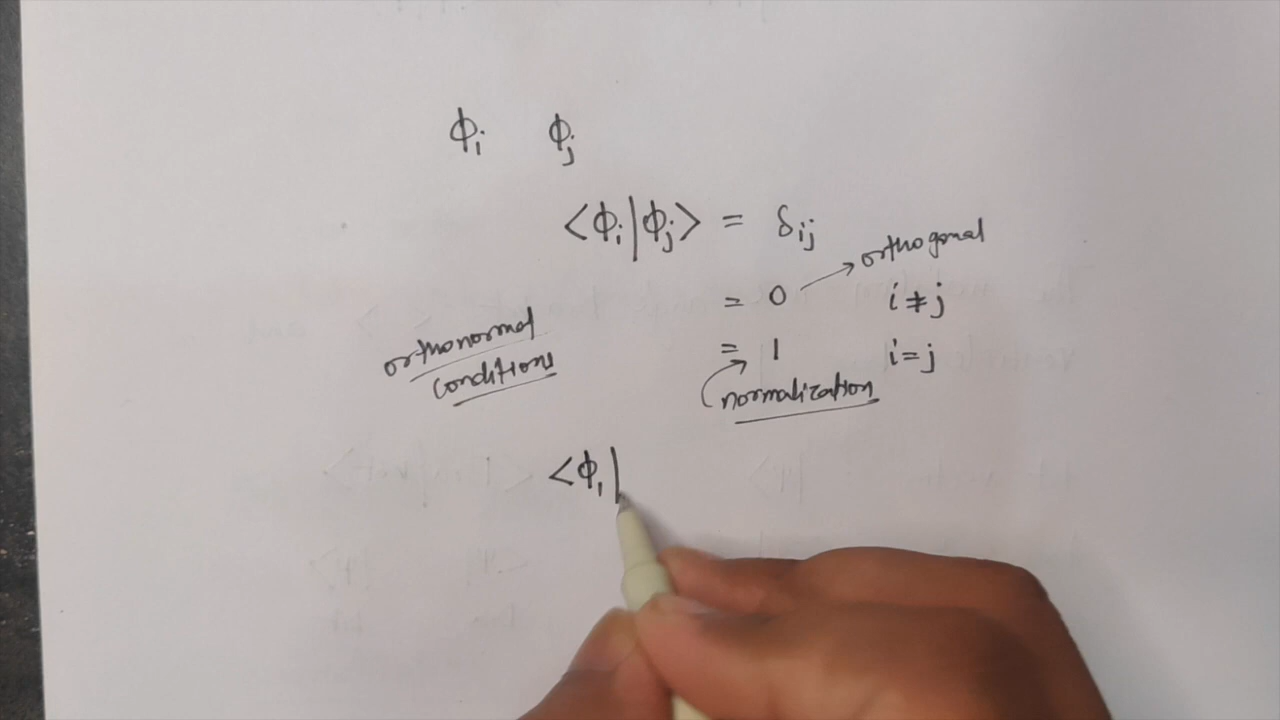 ϕᵢ ϕⱼ
<ϕᵢ|ϕⱼ> = δᵢⱼ
orthogonal
= 0 i ≠ j
orthonormal
= 1 i = j
conditions
normalization
<ϕ₁|